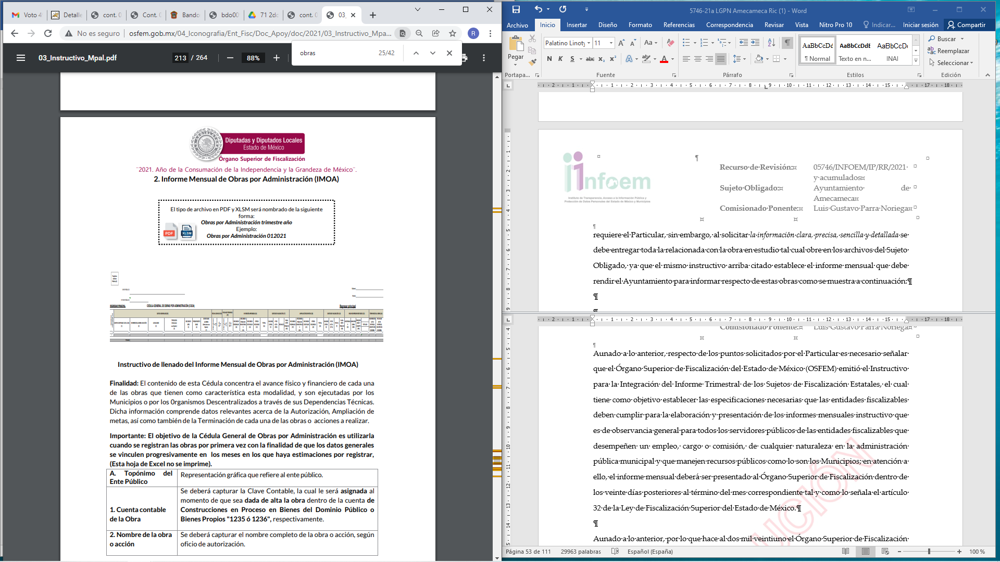 Voto 4
Detalle
cont. 0
Cont. 0
Bando
bdo00
71 2do
cont. 0
03_
No es seguro
osfem.gob.mx/04_Iconografia/Ent_Fisc/Doc_Apoy/doc/2021/03_Instructivo_Mpa...
R
obras
25/42
03_Instructivo_Mpal.pdf
213 / 264
88%
Diputadas y Diputados Locales
Estado de México
Órgano Superior de Fiscalización
¨2021. Año de la Consumación de la Independencia y la Grandeza de México¨.
2. Informe Mensual de Obras por Administración (IMOA)
El tipo de archivo en PDF y XLSM será nombrado de la siguiente
forma:
Obras por Administración trimestre año
Ejemplo:
Obras por Administración 012021
PDF
XLSM
CEDULA GENERAL DE OBRAS POR ADMINISTRACIÓN (CGOA)
Regresar principal
Instructivo de llenado del Informe Mensual de Obras por Administración (IMOA)
Finalidad: El contenido de esta Cédula concentra el avance físico y financiero de cada una
de las obras que tienen como característica esta modalidad, y son ejecutadas por los
Municipios o por los 0rganismos Descentralizados a través de sus Dependencias Técnicas.
Dicha información comprende datos relevantes acerca de la Autorización, Ampliación de
metas, así como también de la Terminación de cada una de las obras o acciones a realizar.
Importante: El objetivo de la Cédula General de Obras por Administración es utilizarla
cuando se registran las obras por primera vez con la finalidad de que los datos generales
se vinculen progresivamente en los meses en los que haya estimaciones por registrar,
(Esta hoja de Excel no se imprime).
A. Topónimo del
Ente Público
Representación gráfica que refiere al ente público.
1. Cuenta contable
de la Obra
Se deberá capturar la Clave Contable, la cual le será asignada al
momento de que sea dada de alta la obra dentro de la cuenta de
Construcciones en Proceso en Bienes del Dominio Público o
Bienes Propios "1235 ó 1236", respectivamente.
2. Nombre de la obra
o acción
Se deberá capturar el nombre completo de la obra o acción, según
oficio de autorización.
5746-21a LGPN Amecameca Ric (1) - Word
Archivo
Inicio
Insertar
Diseño
Formato
Referencias
Correspondencia
Revisar
Vista
Nitro Pro 10
Indicar...
Iniciar sesión
Compartir
Pegar
Palatino Linoty
11
N K S abc x₂ x²
AaBbCcDd
¶ Normal
AaBbCcDdE
Texto en n...
AaBbCcDd
INAI
Buscar
Reemplazar
Seleccionar
Portapa...
Fuente
Párrafo
Estilos
Edición
infoem
Instituto de Transparencia, Acceso a la Información Pública y
Protección de Datos Personales del Estado de México y Municipios
Recurso de Revisión:
05746/INFOEM/IP/RR/2021
y acumulados
Sujeto Obligado:
Ayuntamiento de
Amecameca
Comisionado Ponente:
Luis Gustavo Parra Noriega
requiere el Particular, sin embargo, al solicitar la información clara, precisa, sencilla y detallada se
debe entregar toda la relacionada con la obra en estudio tal cual obre en los archivos del Sujeto
Obligado, ya que el mismo instructivo arriba citado establece el informe mensual que debe
rendir el Ayuntamiento para informar respecto de estas obras como se muestra a continuación:¶
¶
Comisionado Ponente:
Luis Gustavo Parra Noriega
Aunado a lo anterior, respecto de los puntos solicitados por el Particular es necesario señalar
que el Órgano Superior de Fiscalización del Estado de México (OSFEM) emitió el Instructivo
para la Integración del Informe Trimestral de los Sujetos de Fiscalización Estatales, el cual
tiene como objetivo establecer las especificaciones necesarias que las entidades fiscalizables
deben cumplir para la elaboración y presentación de los informes mensuales instructivo que
es de observancia general para todos los servidores públicos de las entidades fiscalizables que
desempeñen un empleo, cargo o comisión, de cualquier naturaleza en la administración
pública municipal y que manejen recursos públicos como lo son los Municipios; en atención a
ello, el informe mensual deberá ser presentado al Órgano Superior de Fiscalización dentro de
los veinte días posteriores al término del mes correspondiente tal y como lo señala el artículo
32 de la Ley de Fiscalización Superior del Estado de México.¶
¶
Aunado a lo anterior, por lo que hace al dos mil veintiuno el Órgano Superior de Fiscalización
UCIÓN
Página 53 de 111
29963 palabras
Español (España)
100 %